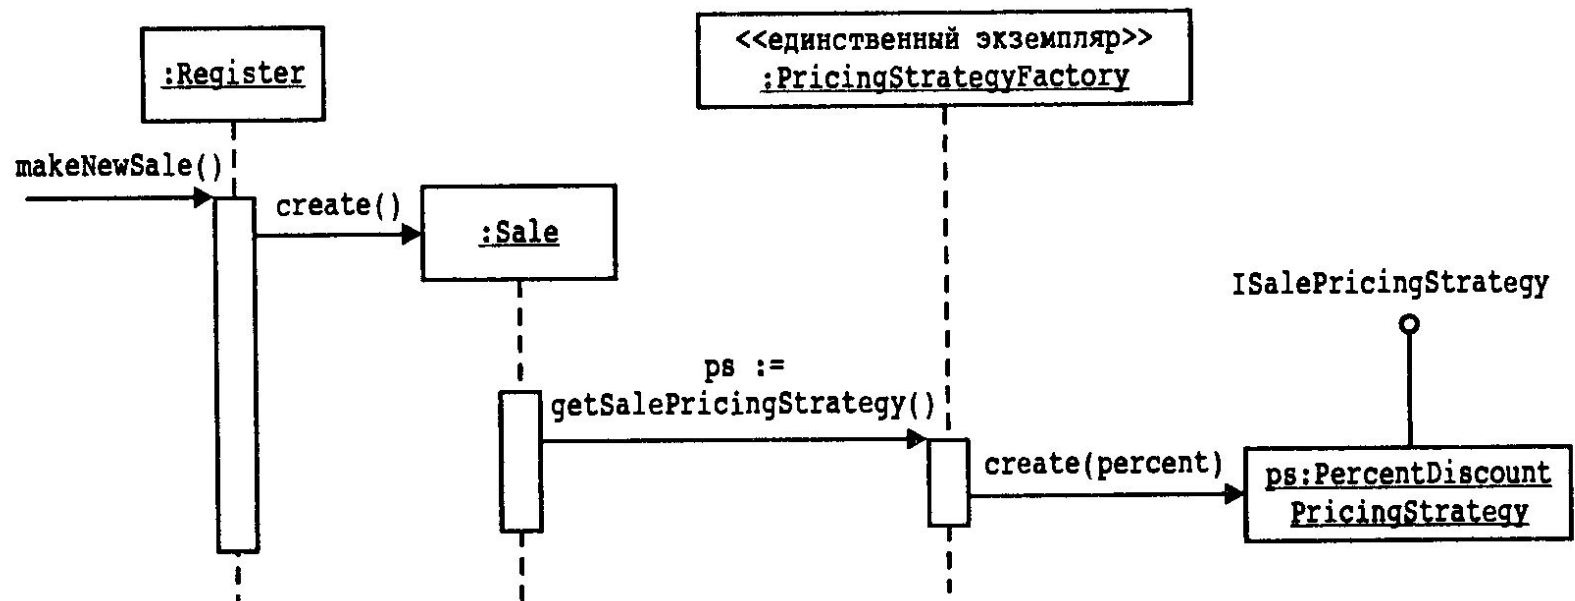 <<единственный экземпляр>>
:Register
:PricingStrategyFactory
makeNewSale()
create()
:Sale
ISalePricingStrategy
ps :=
getSalePricingStrategy()
create(percent)
ps:PercentDiscount
PricingStrategy